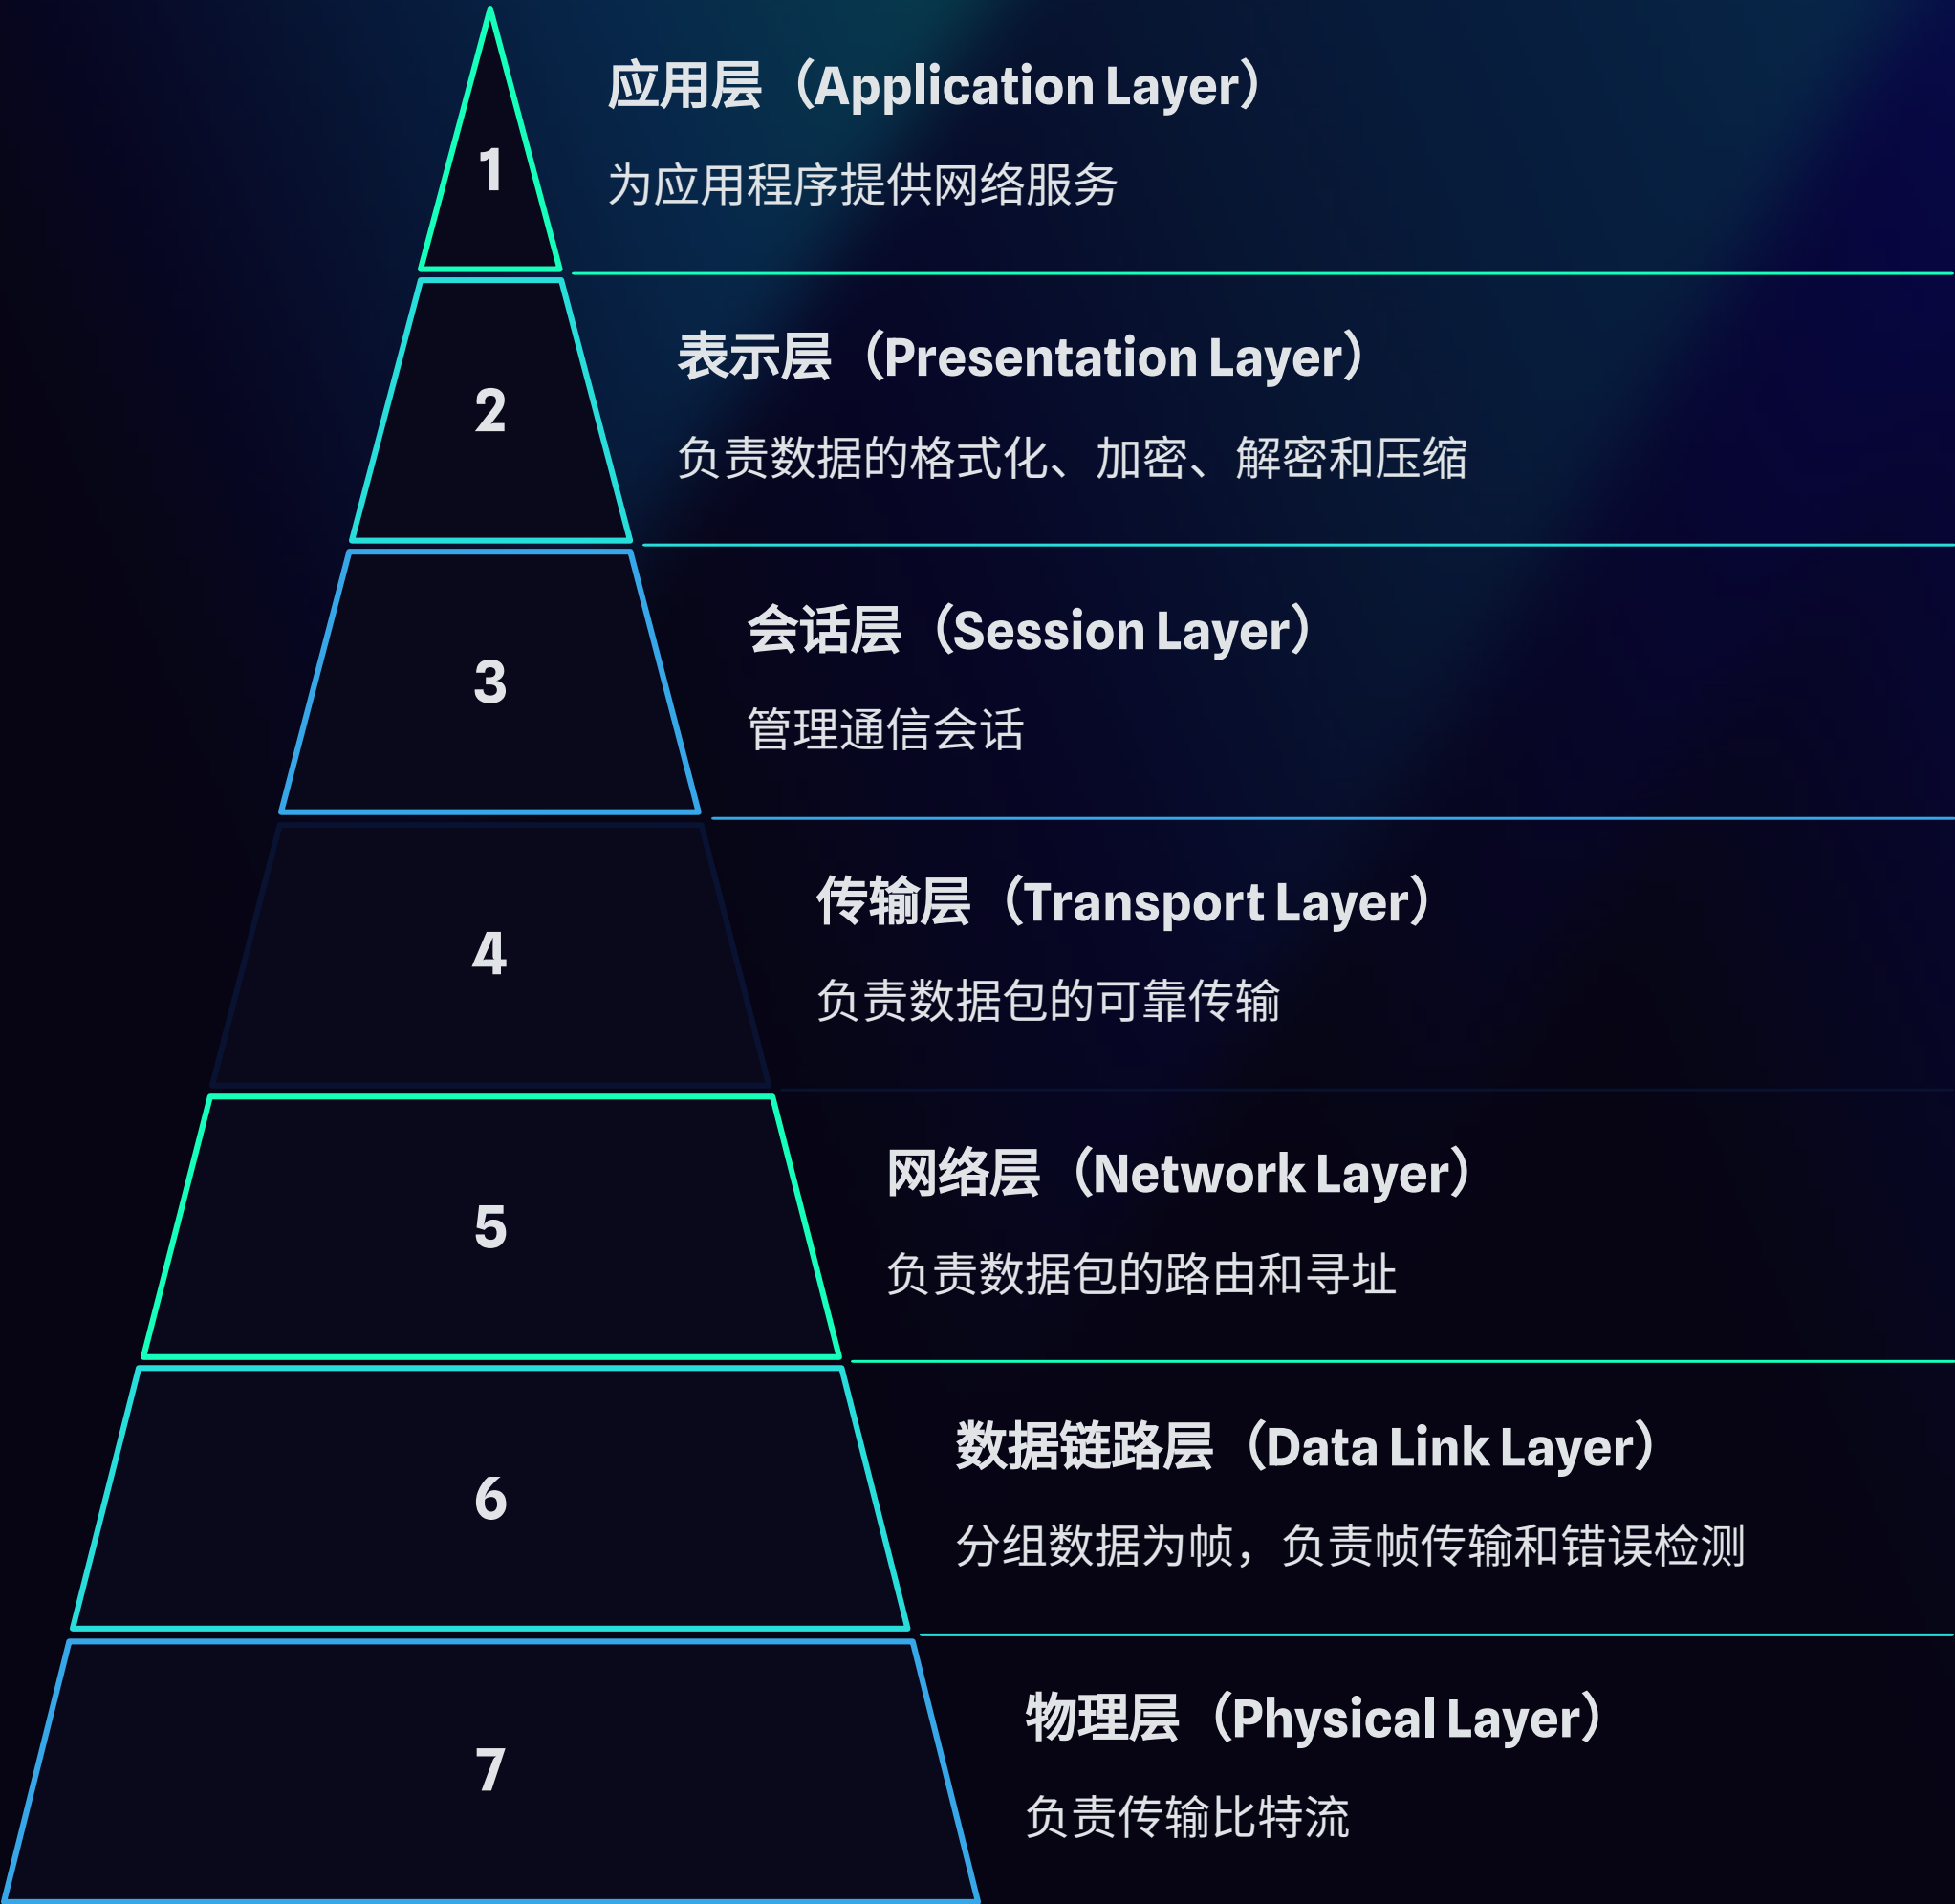 1
应用层（Application Layer）
为应用程序提供网络服务
2
表示层（Presentation Layer）
负责数据的格式化、加密、解密和压缩
3
会话层（Session Layer）
管理通信会话
4
传输层（Transport Layer）
负责数据包的可靠传输
5
网络层（Network Layer）
负责数据包的路由和寻址
6
数据链路层（Data Link Layer）
分组数据为帧，负责帧传输和错误检测
7
物理层（Physical Layer）
负责传输比特流